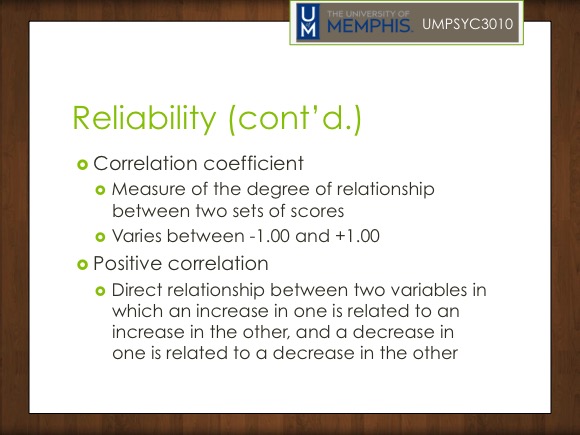 UM
THE UNIVERSITY OF
MEMPHIS.
UMPSYC3010
Reliability (cont’d.)
Correlation coefficient
Measure of the degree of relationship
between two sets of scores
Varies between -1.00 and +1.00
Positive correlation
Direct relationship between two variables in
which an increase in one is related to an
increase in the other, and a decrease in
one is related to a decrease in the other